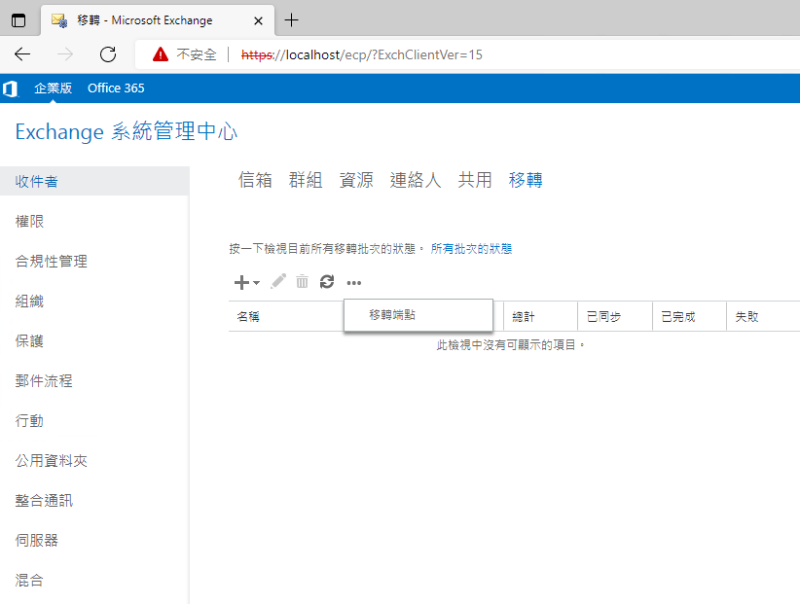 移轉 - Microsoft Exchange
不安全 https://localhost/ecp/?ExchClientVer=15
企業版 Office 365
Exchange 系統管理中心
收件者
權限
合規性管理
組織
保護
郵件流程
行動
公用資料夾
整合通訊
伺服器
混合
信箱 群組 資源 連絡人 共用 移轉
按一下檢視目前所有移轉批次的狀態。 所有批次的狀態
移轉端點
名稱 總計 已同步 已完成 失敗
此檢視中沒有可顯示的項目。